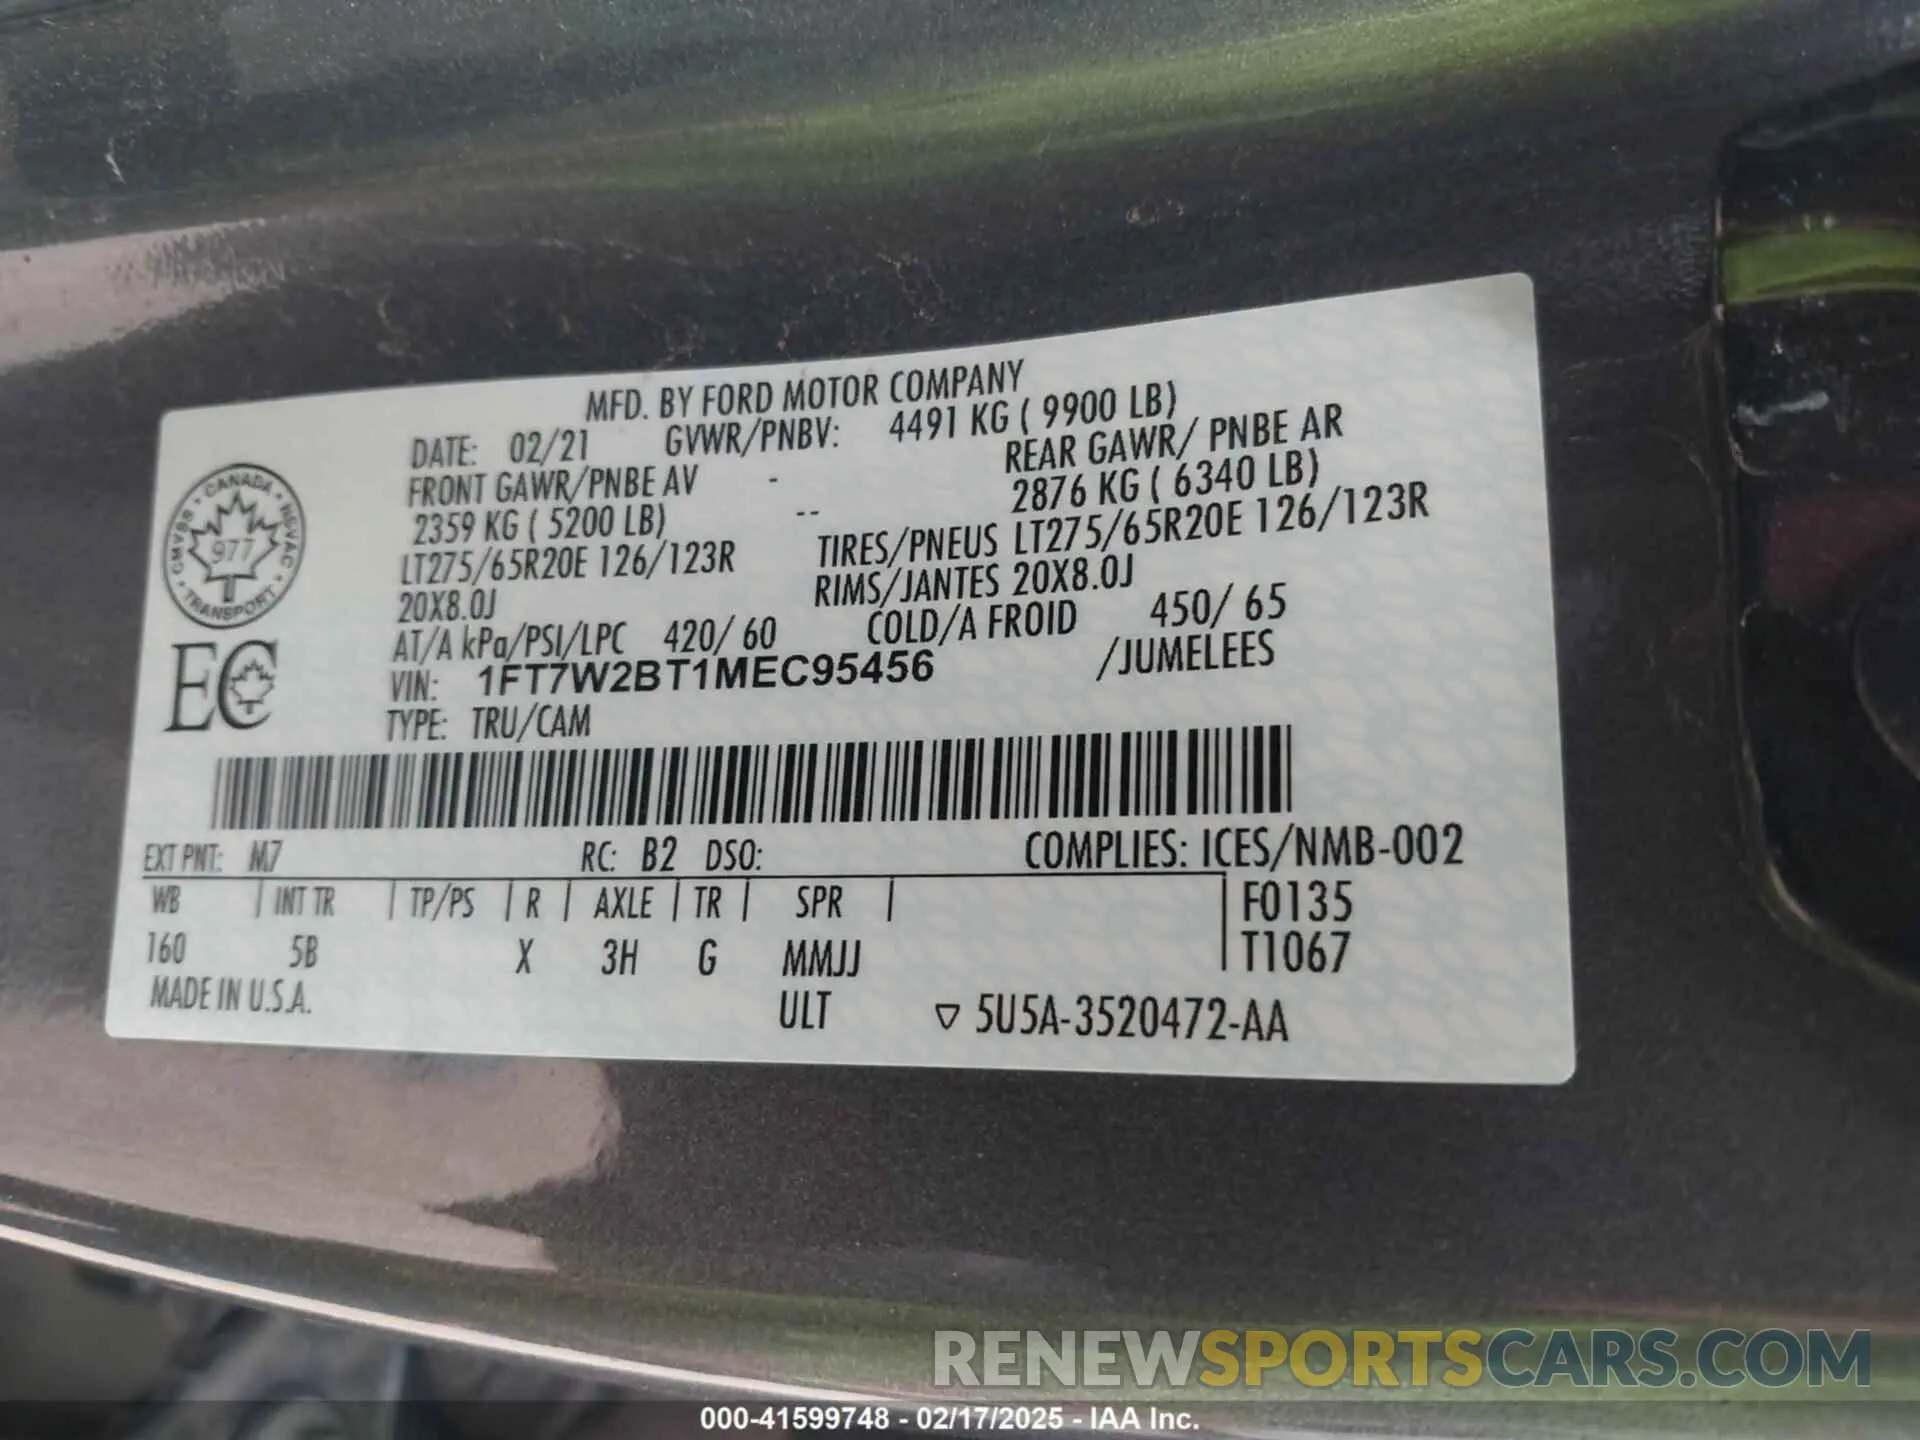 MFD. BY FORD MOTOR COMPANY
DATE: 02/21 GVWR/PNBV: 4491 KG ( 9900 LB)
FRONT GAWR/PNBE AV - REAR GAWR/ PNBE AR
2359 KG ( 5200 LB) -- 2876 KG ( 6340 LB)
LT275/65R20E 126/123R TIRES/PNEUS LT275/65R20E 126/123R
20X8.0J RIMS/JANTES 20X8.0J
AT/A kPa/PSI/LPC 420/ 60 COLD/A FROID 450/ 65
VIN: 1FT7W2BT1MEC95456 /JUMELEES
TYPE: TRU/CAM
CANADA
CMVSS NSVAC
977
TRANSPORT
EC
EXT PNT: M7 RC: B2 DSO: COMPLIES: ICES/NMB-002
WB | INT TR | TP/PS | R | AXLE | TR | SPR | F0135
160 5B X 3H G MMJJ T1067
MADE IN U.S.A. ULT ▽ 5U5A-3520472-AA
RENEWSPORTSCARS.COM
000-41599748 - 02/17/2025 - IAA Inc.